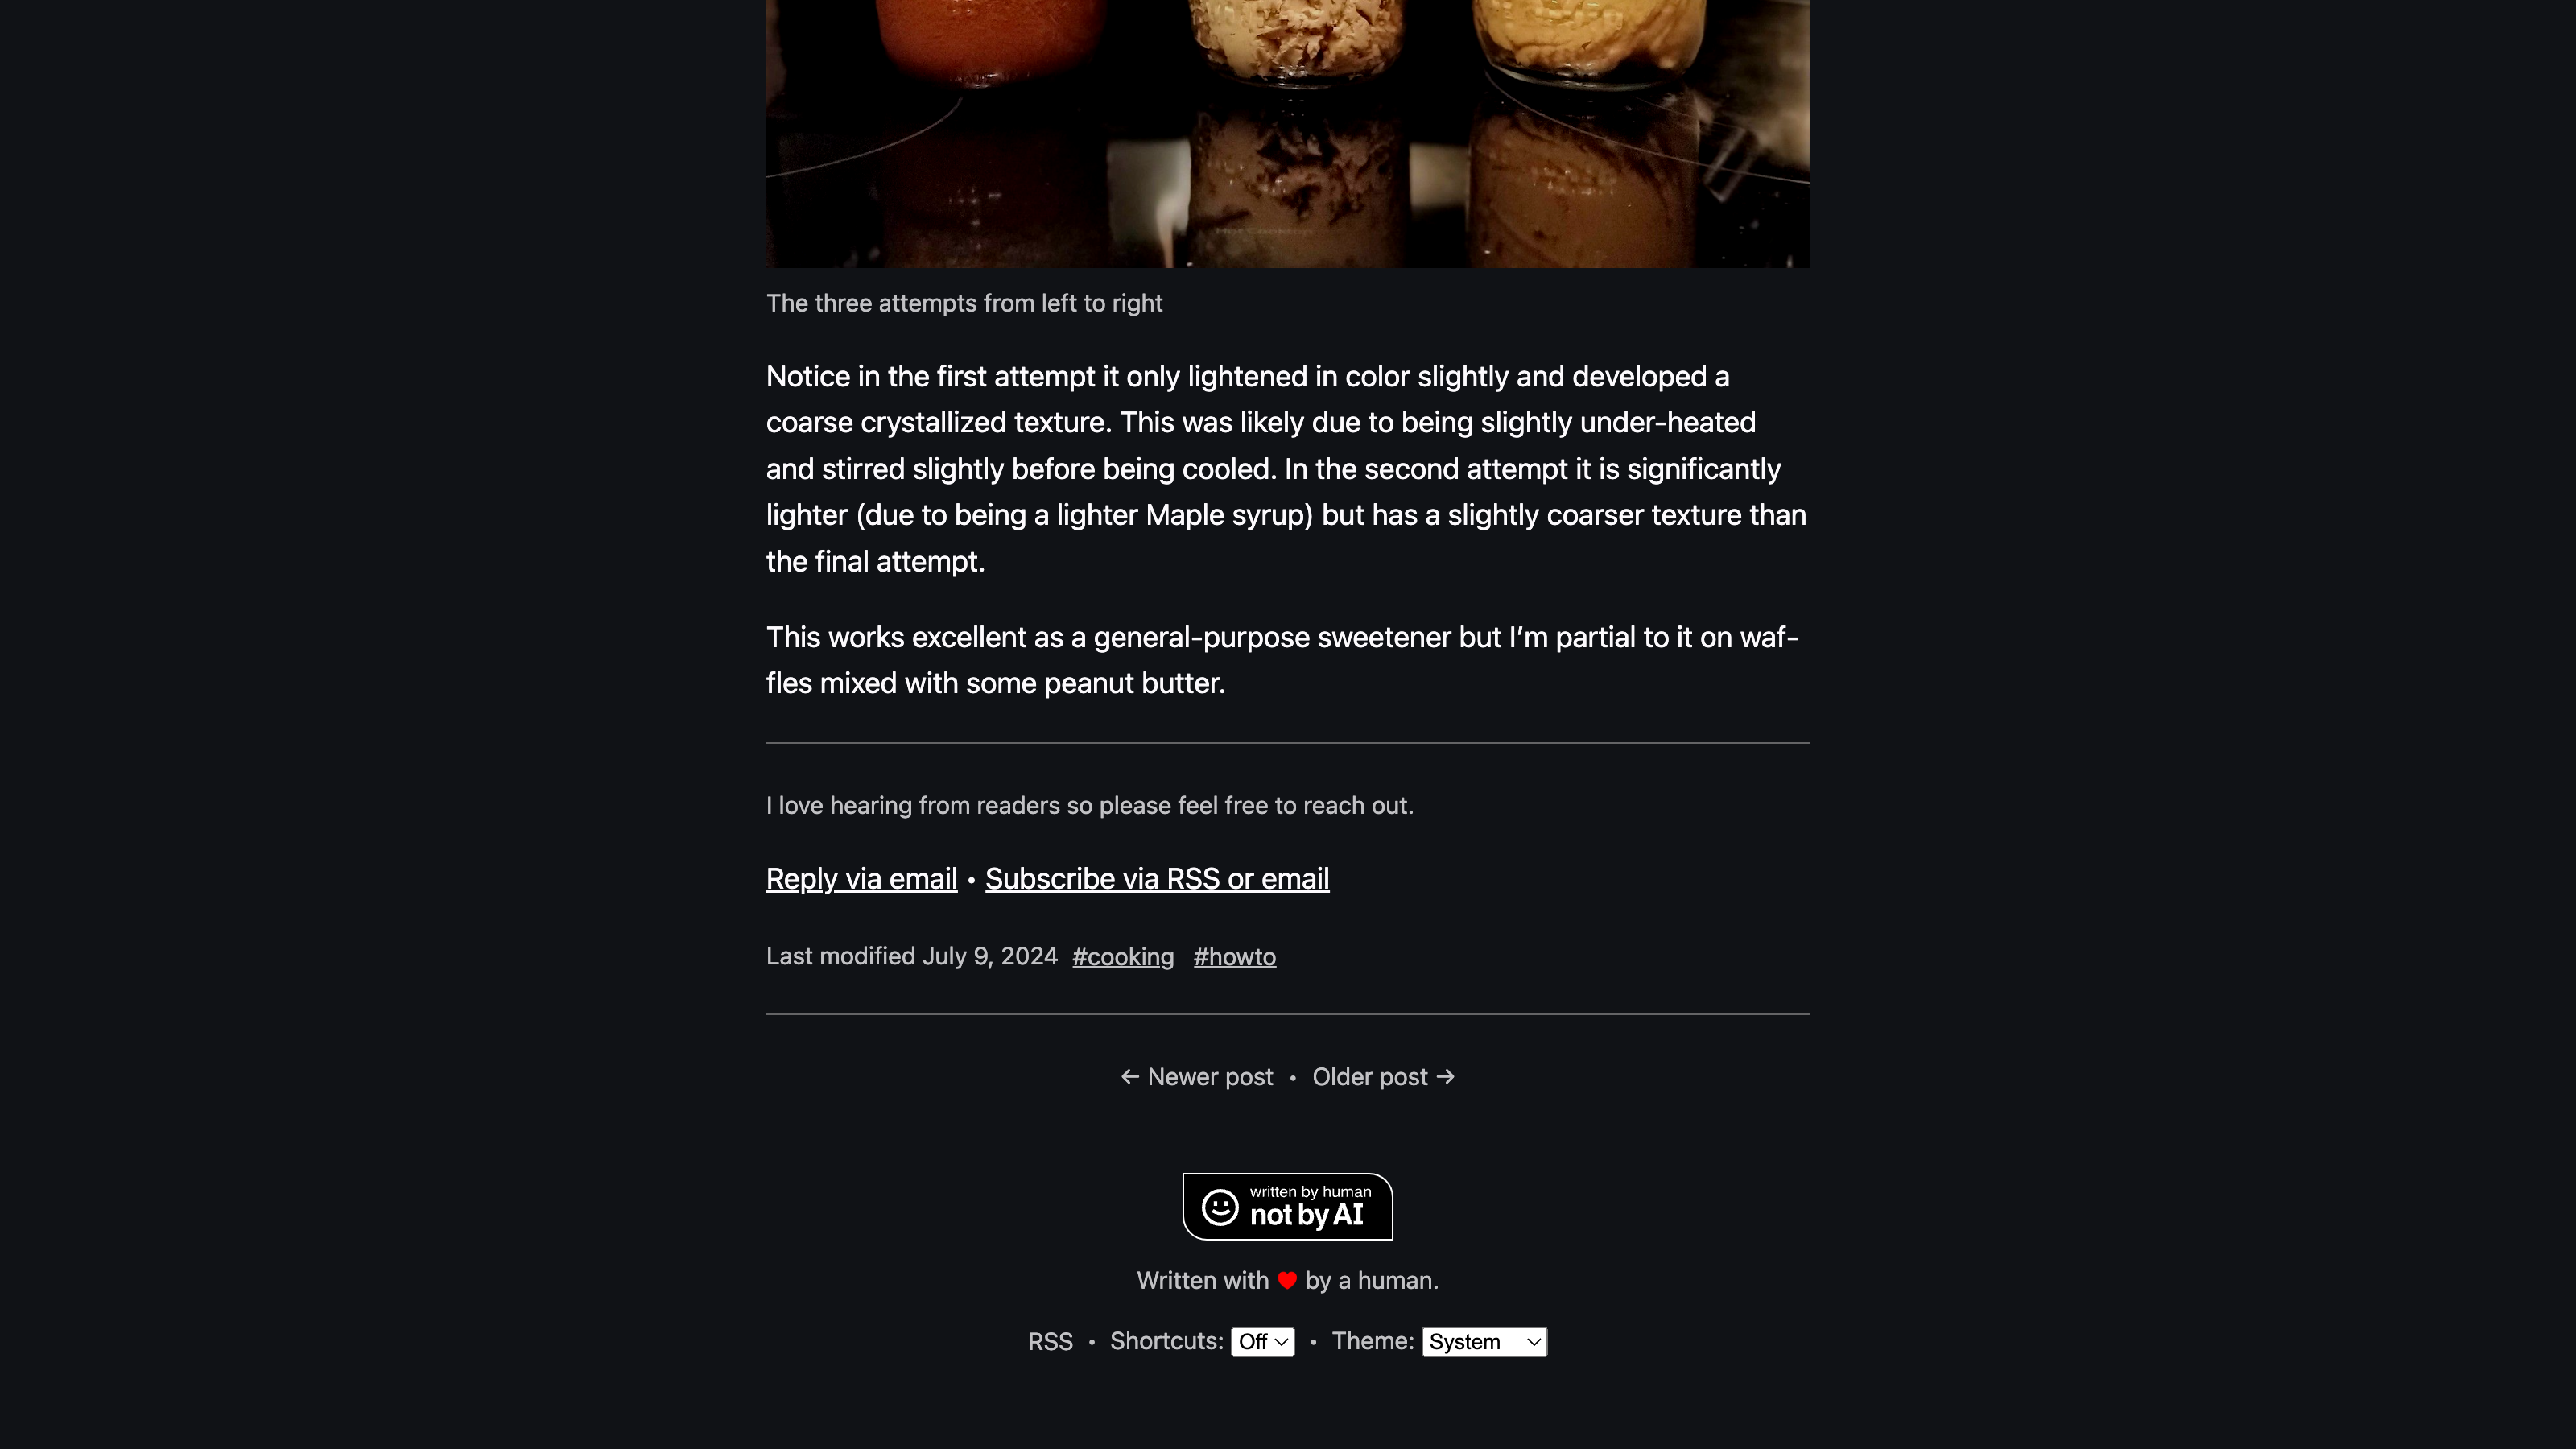 The three attempts from left to right
Notice in the first attempt it only lightened in color slightly and developed a
coarse crystallized texture. This was likely due to being slightly under-heated
and stirred slightly before being cooled. In the second attempt it is significantly
lighter (due to being a lighter Maple syrup) but has a slightly coarser texture than
the final attempt.
This works excellent as a general-purpose sweetener but I’m partial to it on waf-
fles mixed with some peanut butter.
I love hearing from readers so please feel free to reach out.
Reply via email • Subscribe via RSS or email
Last modified July 9, 2024 #cooking #howto
← Newer post • Older post →
written by human
not by AI
Written with ♥ by a human.
RSS • Shortcuts: Off • Theme: System